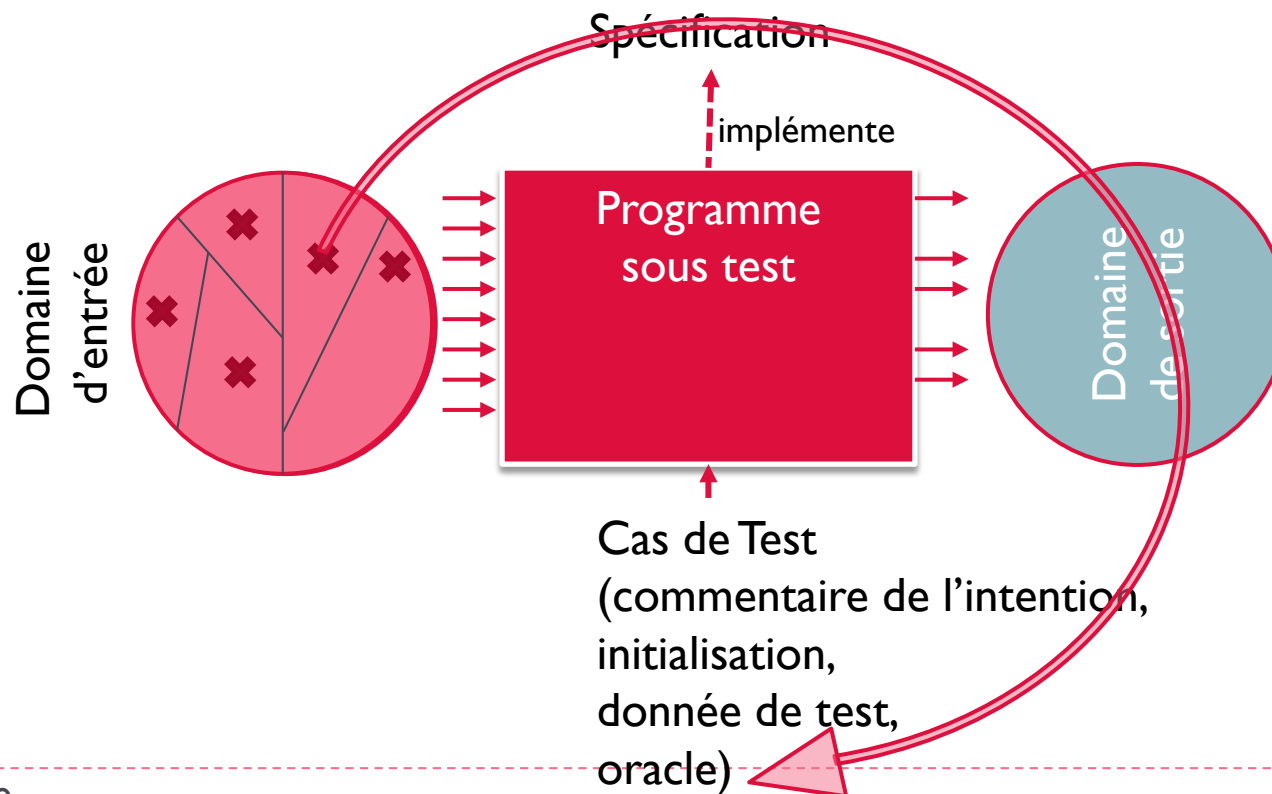 Spécification
implémente
Domaine
d'entrée
Programme
sous test
Domaine
de sortie
Cas de Test
(commentaire de l'intention,
initialisation,
donnée de test,
oracle)